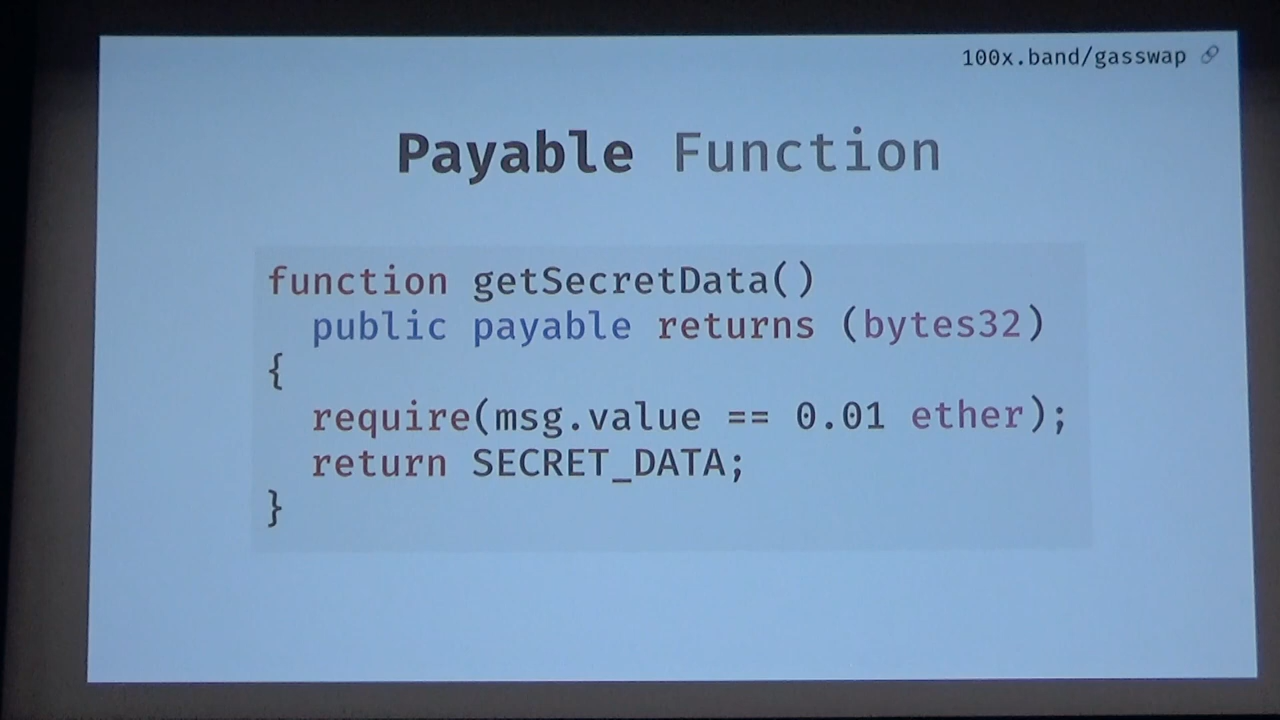 100x.band/gasswap
Payable Function
function getSecretData()
  public payable returns (bytes32)
{
  require(msg.value == 0.01 ether);
  return SECRET_DATA;
}